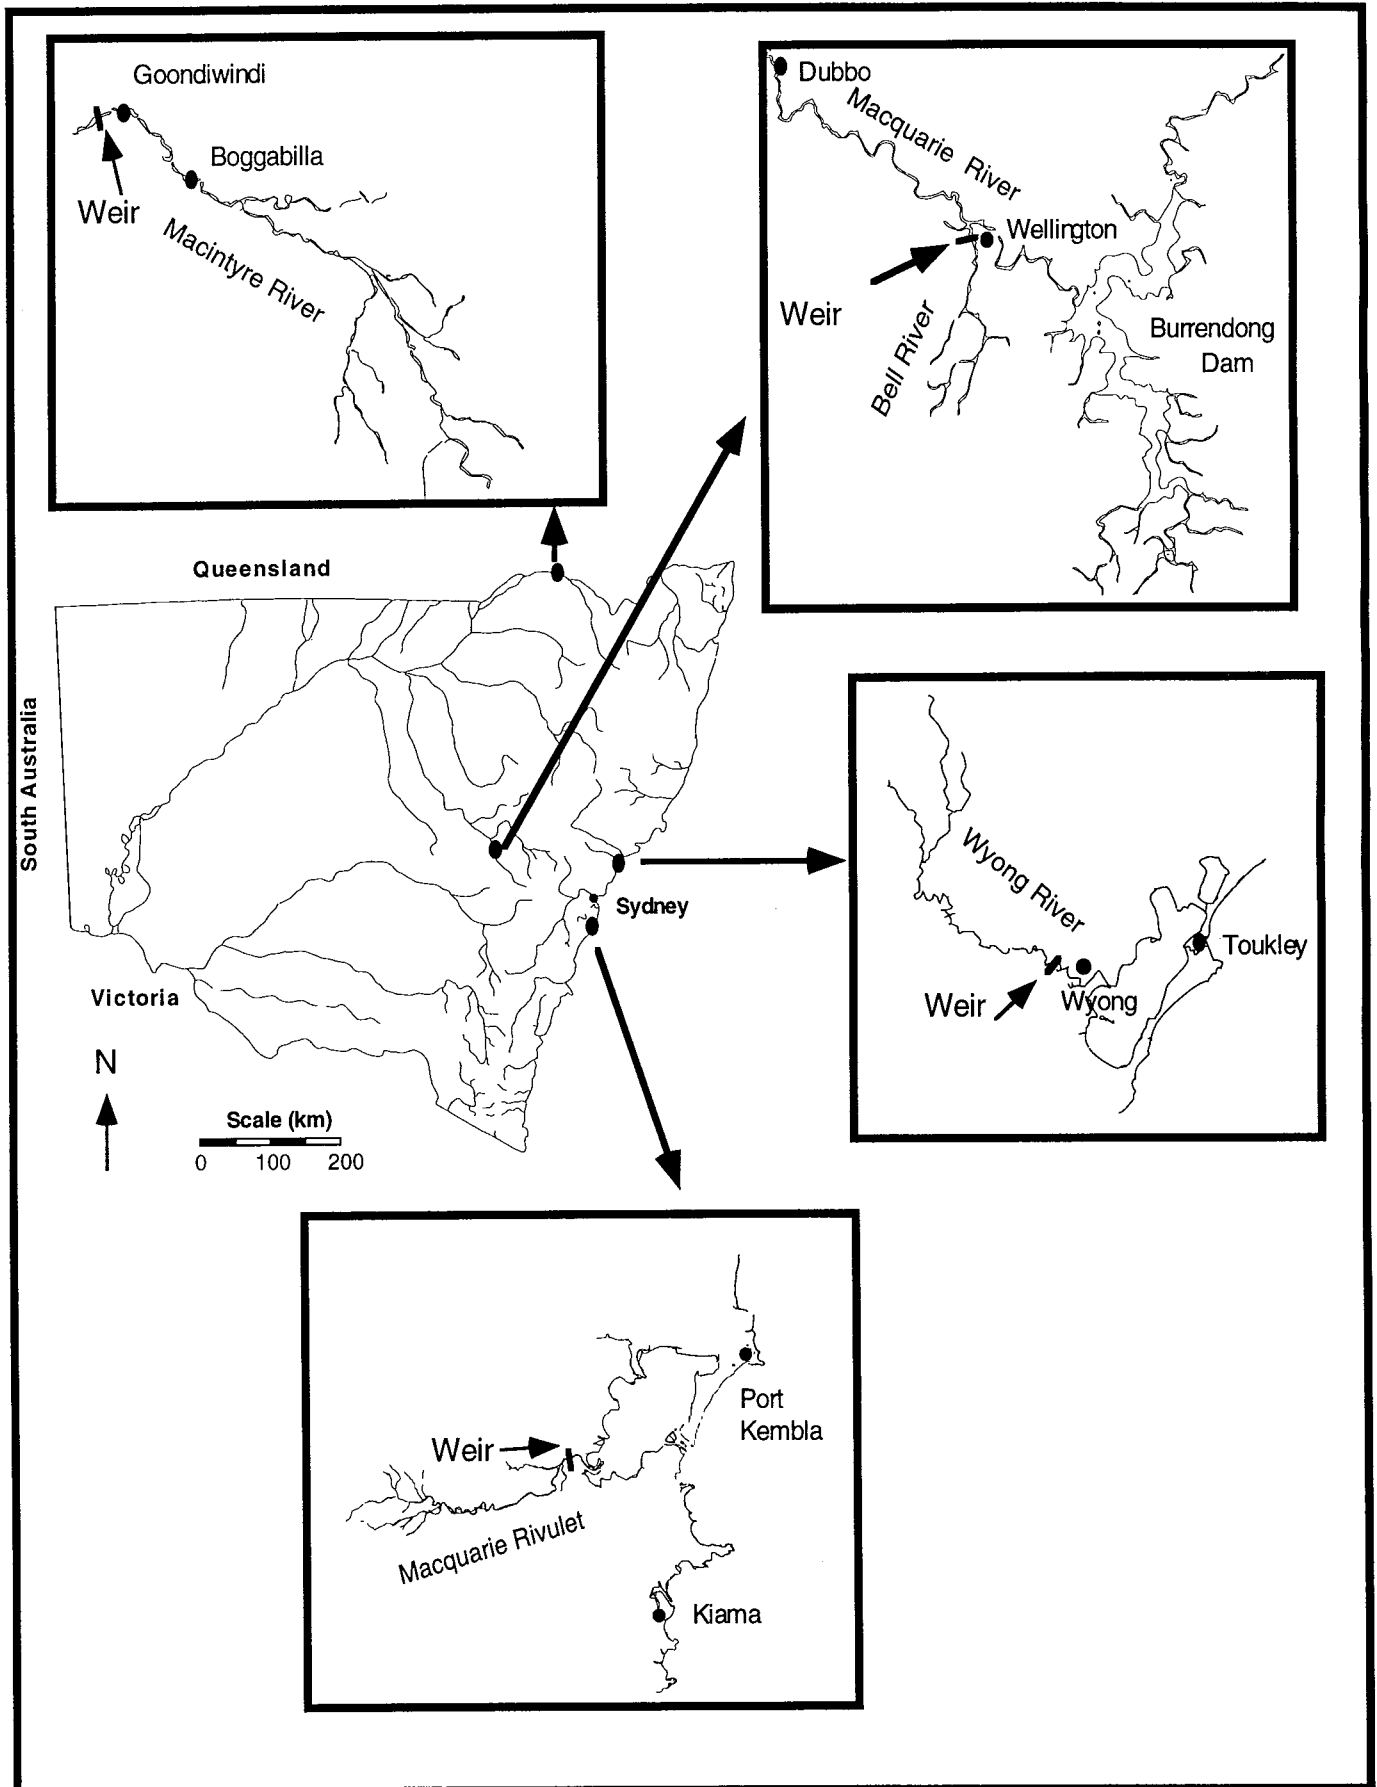 Goondiwindi
Boggabilla
Weir
Macintyre River
Dubbo
Macquarie River
Wellington
Weir
Bell River
Burrendong
Dam
Queensland
South Australia
Sydney
Victoria
N
Scale (km)
0 100 200
Wyong River
Toukley
Weir
Wyong
Port
Kembla
Weir
Macquarie Rivulet
Kiama